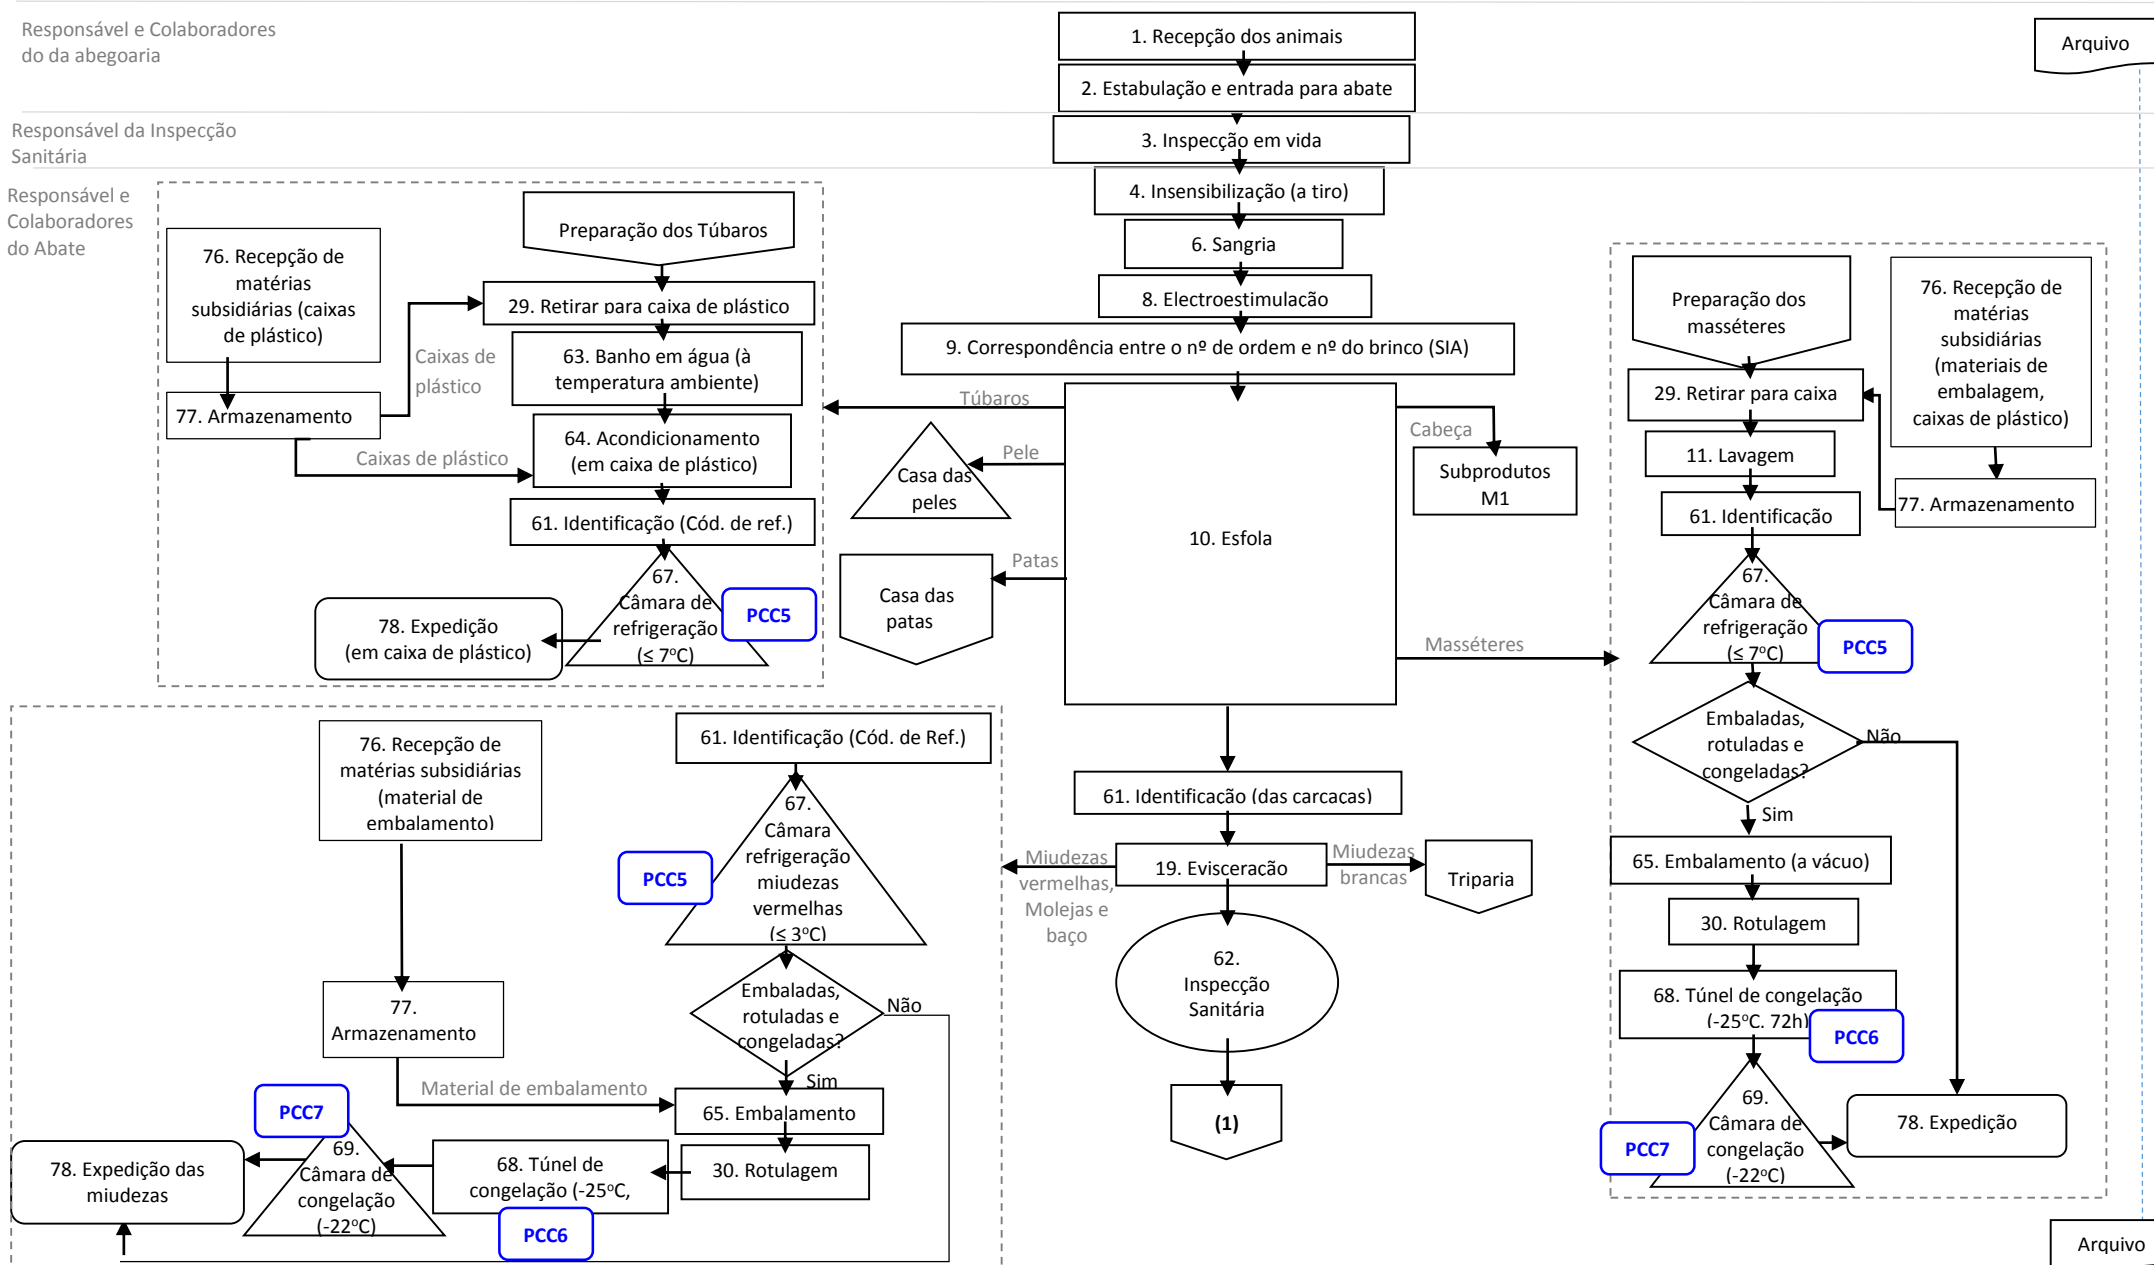 Responsável e Colaboradores
do da abegoaria
1. Recepção dos animais
Arquivo
2. Estabulação e entrada para abate
Responsável da Inspecção
Sanitária
3. Inspecção em vida
Responsável e
Colaboradores
do Abate
4. Insensibilização (a tiro)
6. Sangria
8. Electroestimulação
9. Correspondência entre o nº de ordem e nº do brinco (SIA)
Preparação dos Túbaros
76. Recepção de
matérias
subsidiárias (caixas
de plástico)
29. Retirar para caixa de plástico
Caixas de
plástico
63. Banho em água (à
temperatura ambiente)
77. Armazenamento
64. Acondicionamento
(em caixa de plástico)
Caixas de plástico
61. Identificação (Cód. de ref.)
67.
Câmara de
refrigeração
(≤ 7ºC)
PCC5
78. Expedição
(em caixa de plástico)
Túbaros
Pele
Casa das
peles
Patas
Casa das
patas
10. Esfola
Cabeça
Subprodutos
M1
Masséteres
Preparação dos
masséteres
76. Recepção de
matérias
subsidiárias
(materiais de
embalagem,
caixas de plástico)
29. Retirar para caixa
11. Lavagem
77. Armazenamento
61. Identificação
67.
Câmara de
refrigeração
(≤ 7ºC)
PCC5
Embaladas,
rotuladas e
congeladas?
Não
Sim
65. Embalamento (a vácuo)
30. Rotulagem
68. Túnel de congelação
(-25ºC. 72h)
PCC6
69.
Câmara de
congelação
(-22ºC)
PCC7
78. Expedição
61. Identificação (das carcacas)
19. Evisceração
Miudezas
vermelhas,
Molejas e
baço
Miudezas
brancas
Triparia
62.
Inspecção
Sanitária
(1)
76. Recepção de
matérias subsidiárias
(material de
embalamento)
61. Identificação (Cód. de Ref.)
67.
Câmara
refrigeração
miudezas
vermelhas
(≤ 3ºC)
PCC5
Embaladas,
rotuladas e
congeladas?
Não
Sim
77.
Armazenamento
Material de embalamento
65. Embalamento
30. Rotulagem
68. Túnel de
congelação (-25ºC,
PCC6
PCC7
69.
Câmara de
congelação
(-22ºC)
78. Expedição das
miudezas
Arquivo